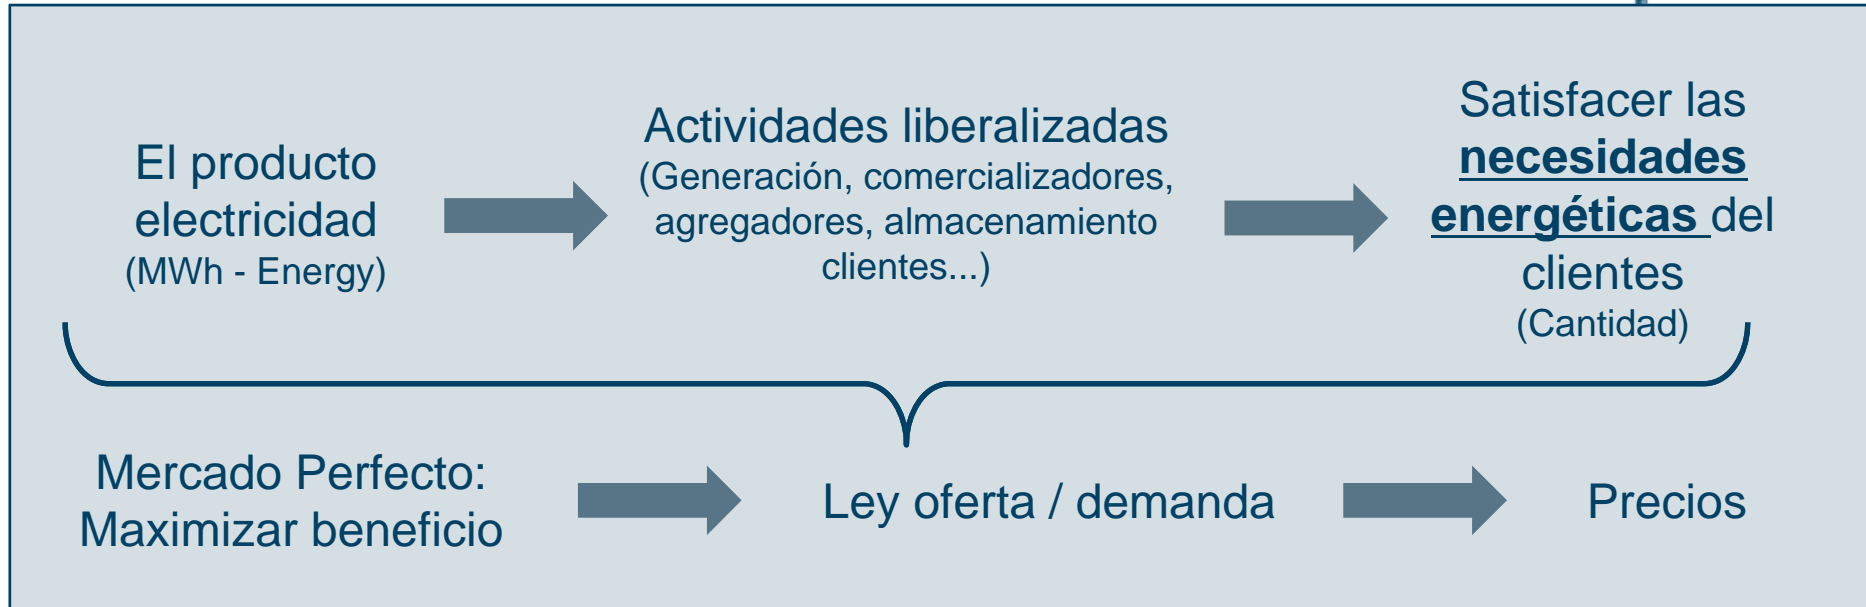 El producto
electricidad
(MWh - Energy)
Actividades liberalizadas
(Generación, comercializadores,
agregadores, almacenamiento
clientes...)
Satisfacer las
necesidades
energéticas del
clientes
(Cantidad)
Mercado Perfecto:
Maximizar beneficio
Ley oferta / demanda
Precios